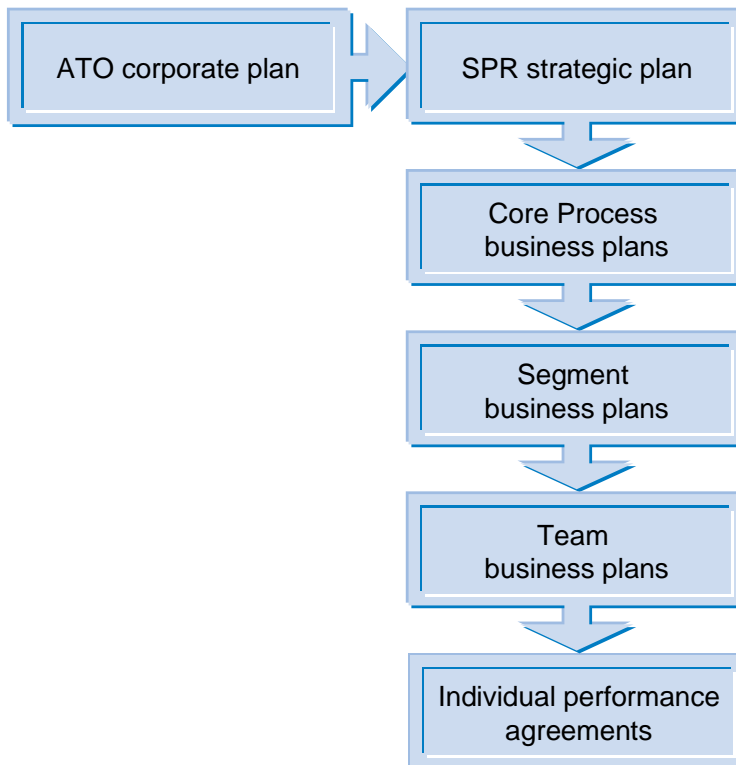 ATO corporate plan
SPR strategic plan
Core Process
business plans
Segment
business plans
Team
business plans
Individual performance
agreements